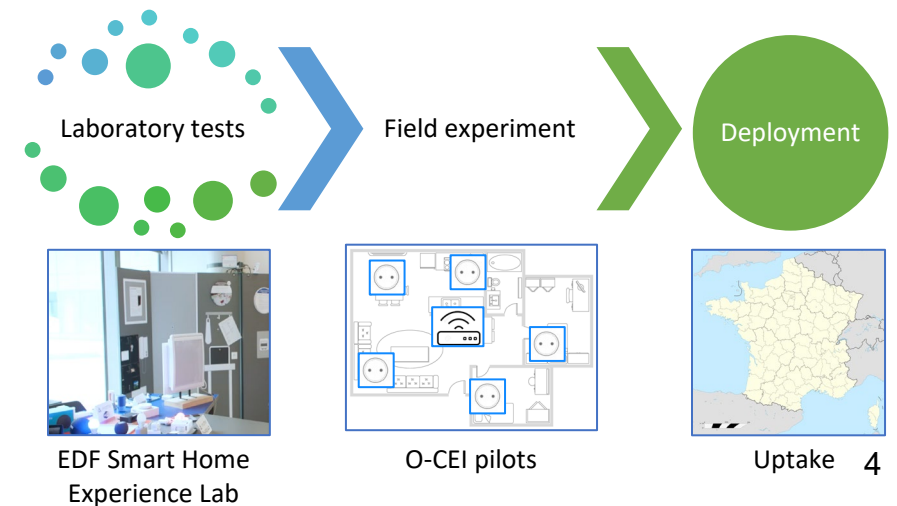 Laboratory tests
Field experiment
Deployment
EDF Smart Home
Experience Lab
O-CEI pilots
Uptake
4